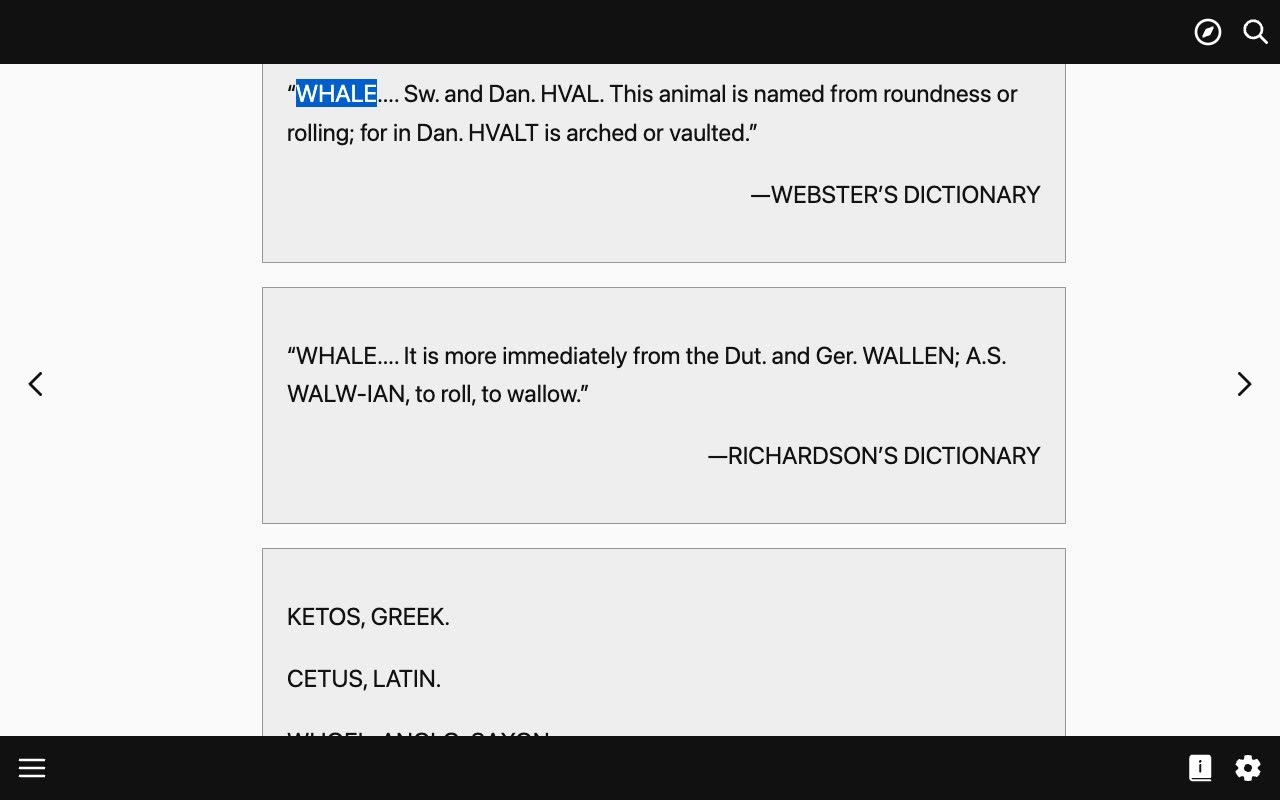 “WHALE.... Sw. and Dan. HVAL. This animal is named from roundness or
rolling; for in Dan. HVALT is arched or vaulted.”
—WEBSTER’S DICTIONARY
“WHALE.... It is more immediately from the Dut. and Ger. WALLEN; A.S.
WALW-IAN, to roll, to wallow.”
—RICHARDSON’S DICTIONARY
KETOS, GREEK.
CETUS, LATIN.